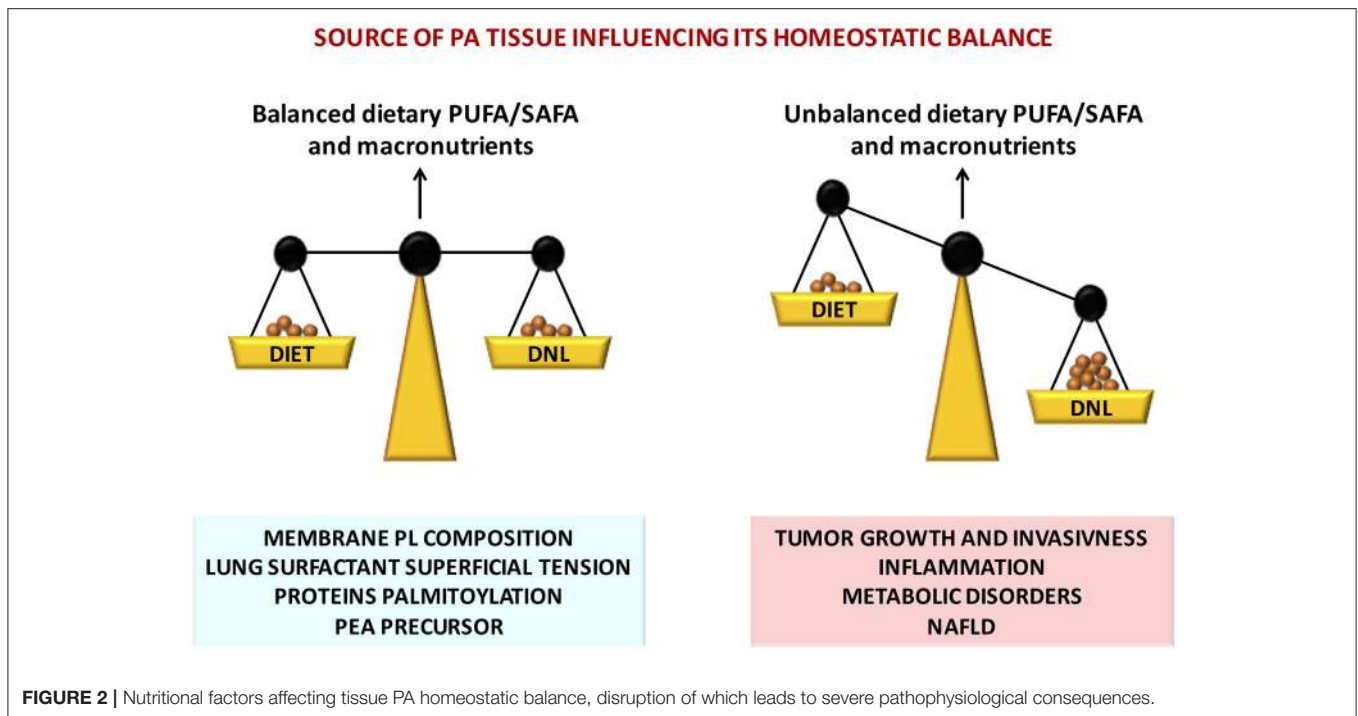 SOURCE OF PA TISSUE INFLUENCING ITS HOMEOSTATIC BALANCE
Balanced dietary PUFA/SAFA
and macronutrients
DIET
DNL
MEMBRANE PL COMPOSITION
LUNG SURFACTANT SUPERFICIAL TENSION
PROTEINS PALMITOYLATION
PEA PRECURSOR
Unbalanced dietary PUFA/SAFA
and macronutrients
DIET
DNL
TUMOR GROWTH AND INVASIVNESS
INFLAMMATION
METABOLIC DISORDERS
NAFLD
FIGURE 2 | Nutritional factors affecting tissue PA homeostatic balance, disruption of which leads to severe pathophysiological consequences.